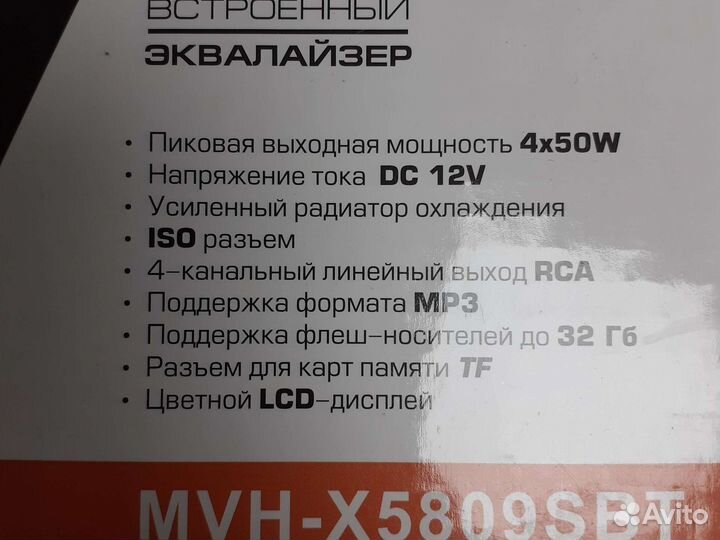 ВСТРОЕННЫЙ
ЭКВАЛАЙЗЕР
• Пиковая выходная мощность 4x50W
• Напряжение тока DC 12V
• Усиленный радиатор охлаждения
• ISO разъем
• 4-канальный линейный выход RCA
• Поддержка формата MP3
• Поддержка флеш-носителей до 32 Гб
• Разъем для карт памяти TF
• Цветной LCD-дисплей
MVH-X5809SBT
Avito